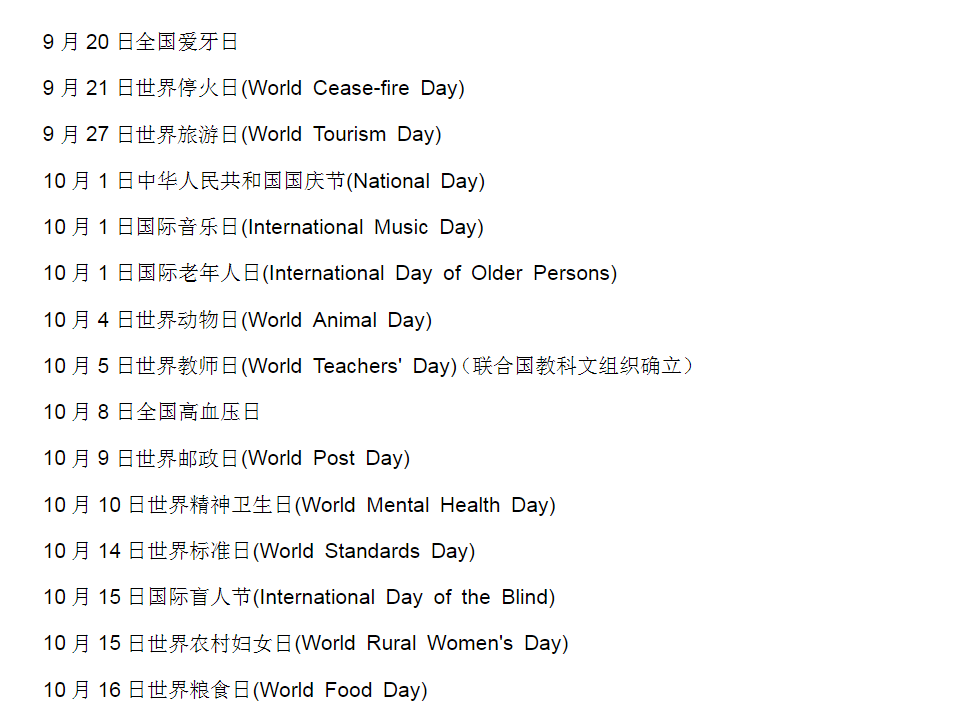 9 月 20 日全国爱牙日
9 月 21 日世界停火日(World Cease-fire Day)
9 月 27 日世界旅游日(World Tourism Day)
10 月 1 日中华人民共和国国庆节(National Day)
10 月 1 日国际音乐日(International Music Day)
10 月 1 日国际老年人日(International Day of Older Persons)
10 月 4 日世界动物日(World Animal Day)
10 月 5 日世界教师日(World Teachers' Day)（联合国教科文组织确立）
10 月 8 日全国高血压日
10 月 9 日世界邮政日(World Post Day)
10 月 10 日世界精神卫生日(World Mental Health Day)
10 月 14 日世界标准日(World Standards Day)
10 月 15 日国际盲人节(International Day of the Blind)
10 月 15 日世界农村妇女日(World Rural Women's Day)
10 月 16 日世界粮食日(World Food Day)